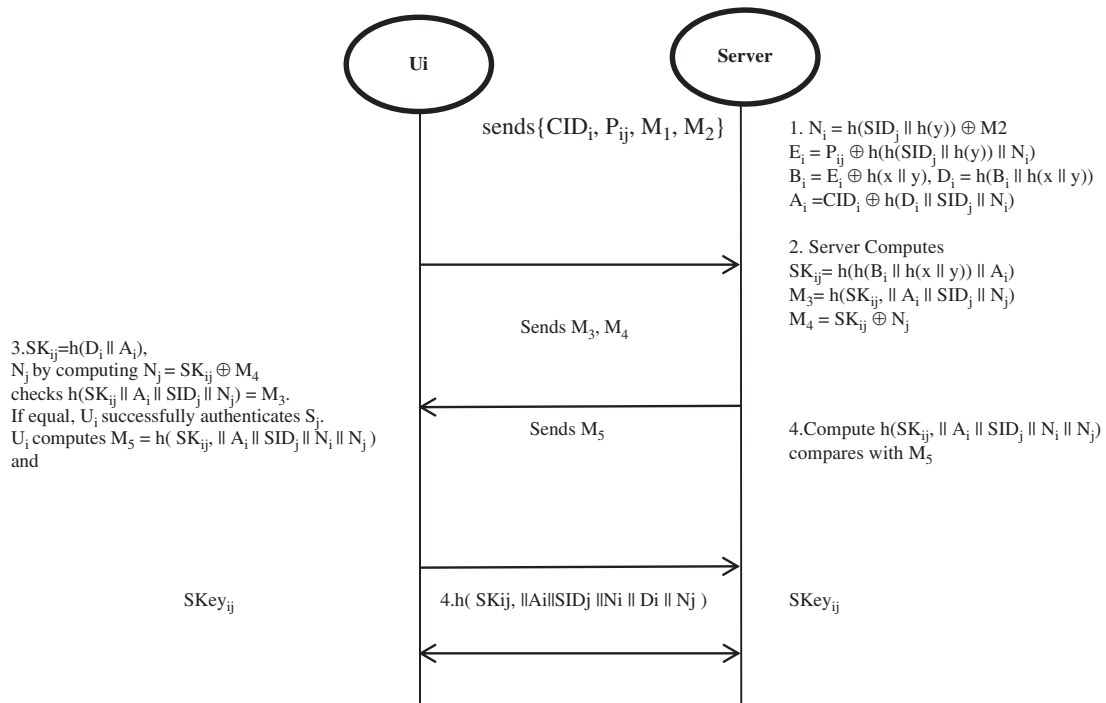 Ui
Server
sends{CIDᵢ, Pᵢⱼ, M₁, M₂}
1. Nᵢ = h(SIDⱼ || h(y)) ⊕ M2
Eᵢ = Pᵢⱼ ⊕ h(h(SIDⱼ || h(y)) || Nᵢ)
Bᵢ = Eᵢ ⊕ h(x || y), Dᵢ = h(Bᵢ || h(x || y))
Aᵢ =CIDᵢ ⊕ h(Dᵢ || SIDⱼ || Nᵢ)
2. Server Computes
SKᵢⱼ= h(h(Bᵢ || h(x || y)) || Aᵢ)
M₃= h(SKᵢⱼ, || Aᵢ || SIDⱼ || Nⱼ)
M₄ = SKᵢⱼ ⊕ Nⱼ
Sends M₃, M₄
3.SKᵢⱼ=h(Dᵢ || Aᵢ),
Nⱼ by computing Nⱼ = SKᵢⱼ ⊕ M₄
checks h(SKᵢⱼ || Aᵢ || SIDⱼ || Nⱼ) = M₃.
If equal, Uᵢ successfully authenticates Sⱼ.
Uᵢ computes M₅ = h( SKᵢⱼ, || Aᵢ || SIDⱼ || Nᵢ || Nⱼ )
and
Sends M₅
4.Compute h(SKᵢⱼ, || Aᵢ || SIDⱼ || Nᵢ || Nⱼ)
compares with M₅
SKeyᵢⱼ
4.h( SKij, ||Ai||SIDj ||Ni || Di || Nj )
SKeyᵢⱼ